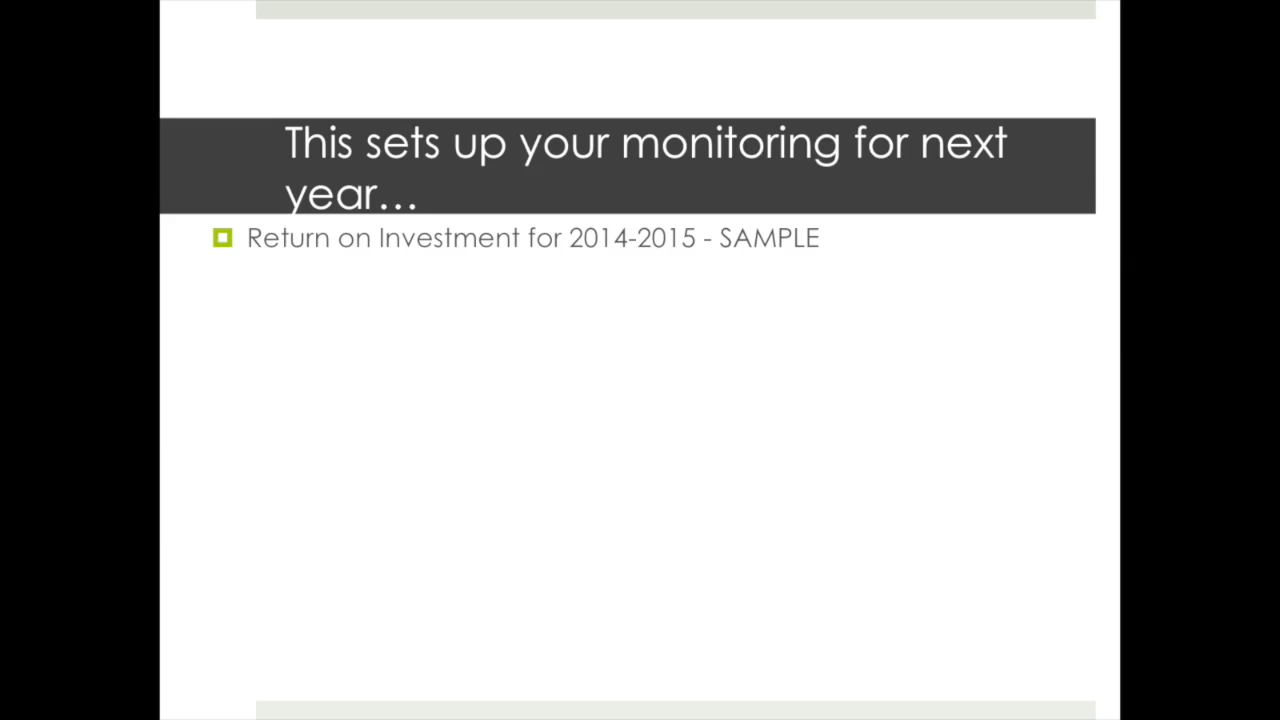 This sets up your monitoring for next
year…
Return on Investment for 2014-2015 - SAMPLE